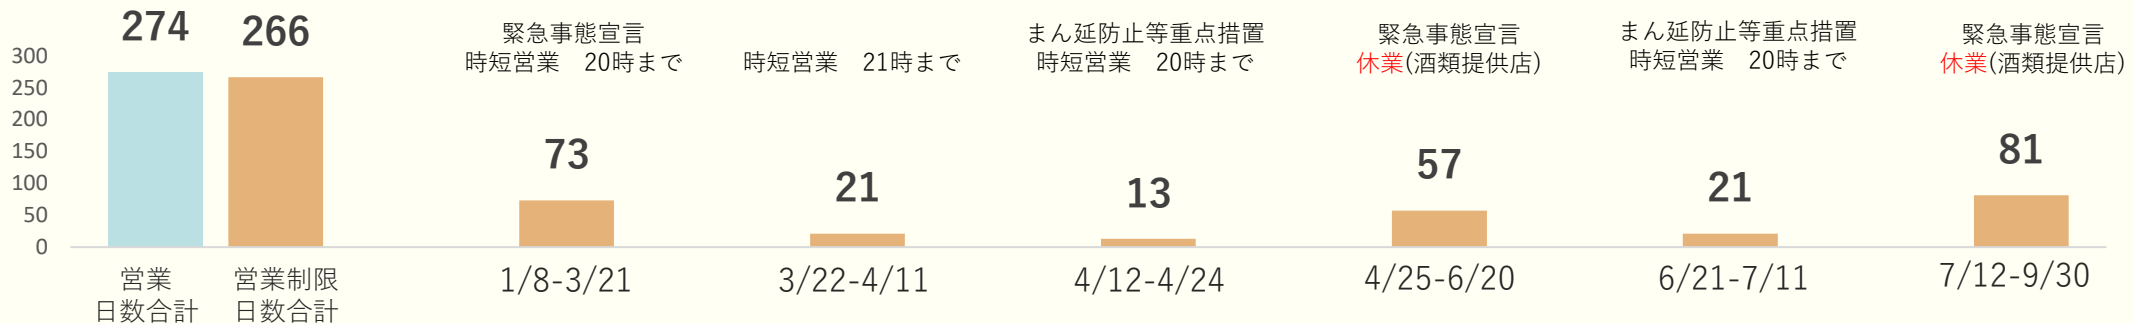 300
250
200
150
100
50
0
274
266
営業
日数合計
営業制限
日数合計
緊急事態宣言
時短営業　20時まで
73
1/8-3/21
時短営業　21時まで
21
3/22-4/11
まん延防止等重点措置
時短営業　20時まで
13
4/12-4/24
緊急事態宣言
休業(酒類提供店)
57
4/25-6/20
まん延防止等重点措置
時短営業　20時まで
21
6/21-7/11
緊急事態宣言
休業(酒類提供店)
81
7/12-9/30